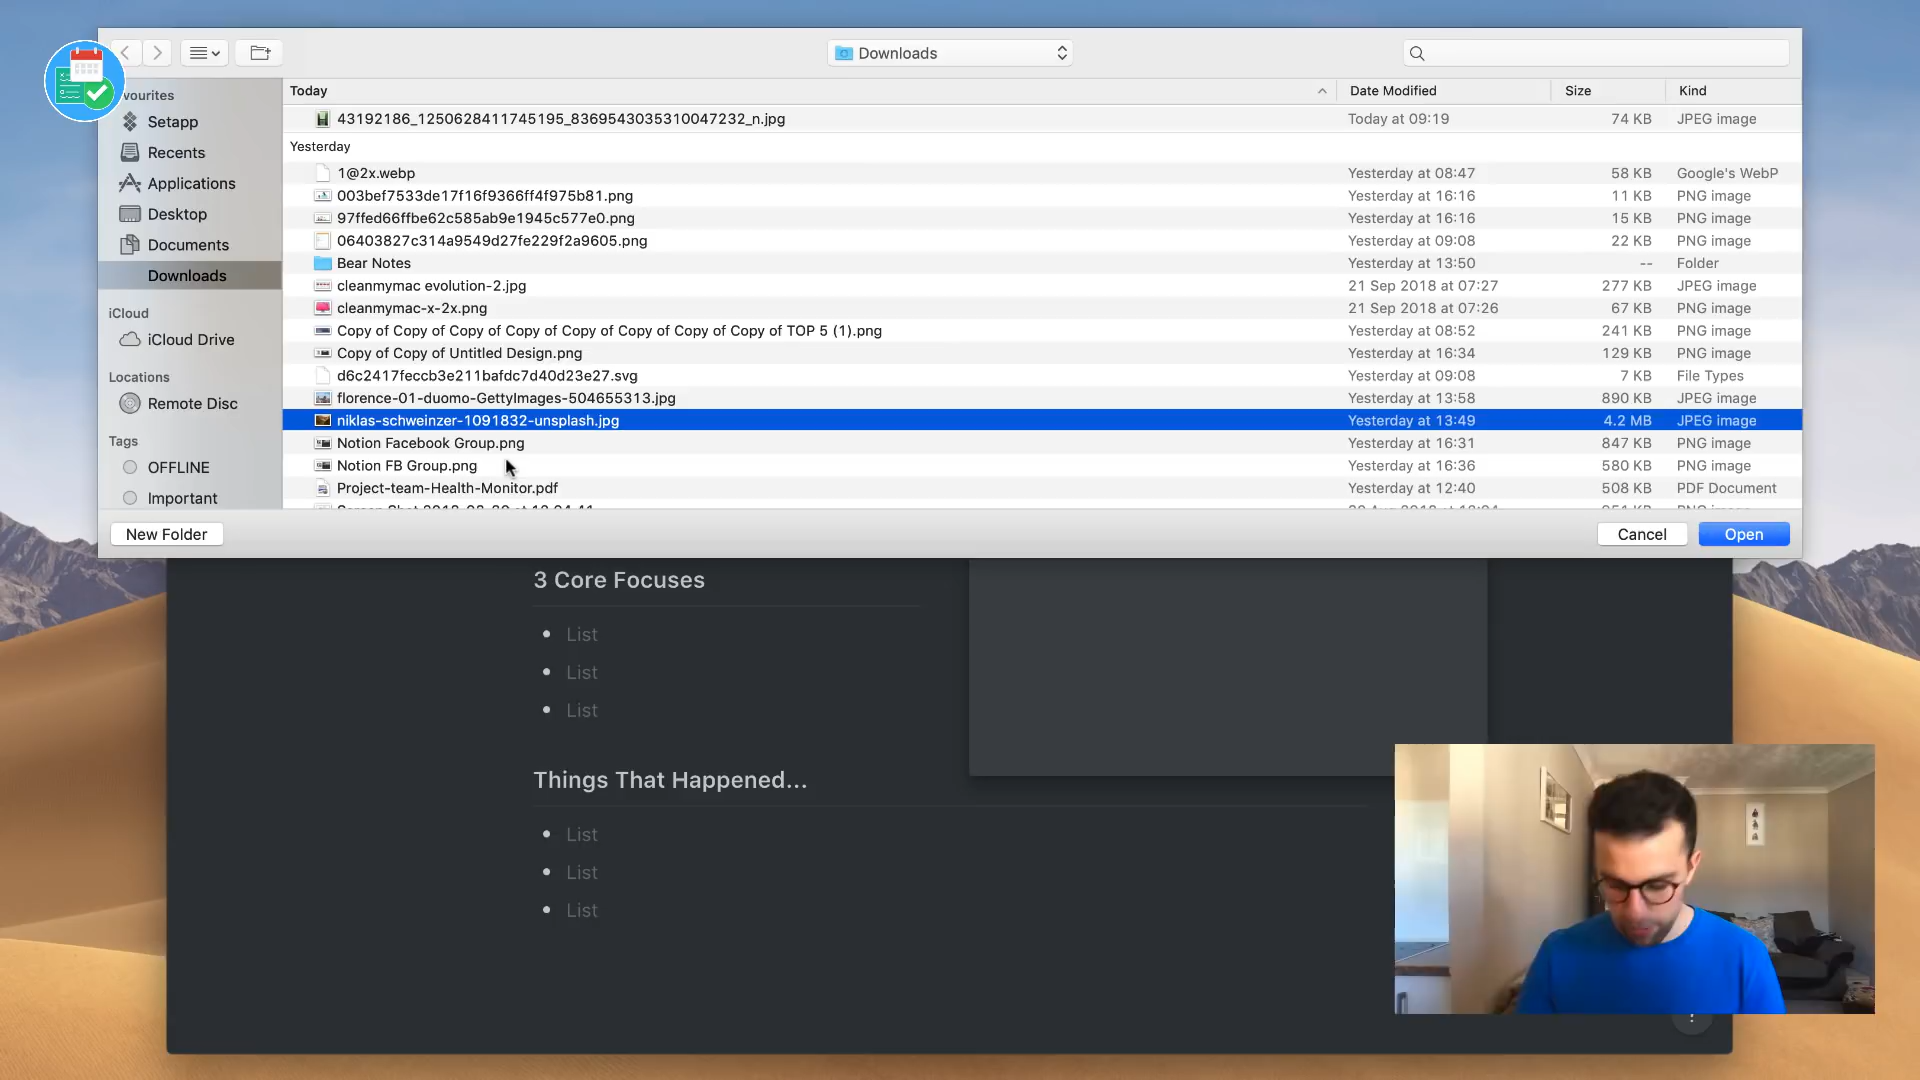 Downloads
Favourites
Setapp
Recents
Applications
Desktop
Documents
Downloads
iCloud
iCloud Drive
Locations
Remote Disc
Tags
OFFLINE
Important
Today Date Modified Size Kind
43192186_1250628411745195_8369543035310047232_n.jpg Today at 09:19 74 KB JPEG image
Yesterday
1@2x.webp Yesterday at 08:47 58 KB Google's WebP
003bef7533de17f16f9366ff4f975b81.png Yesterday at 16:16 11 KB PNG image
97ffed66ffbe62c585ab9e1945c577e0.png Yesterday at 16:16 15 KB PNG image
06403827c314a9549d27fe229f2a9605.png Yesterday at 09:08 22 KB PNG image
Bear Notes Yesterday at 13:50 -- Folder
cleanmymac evolution-2.jpg 21 Sep 2018 at 07:27 277 KB JPEG image
cleanmymac-x-2x.png 21 Sep 2018 at 07:26 67 KB PNG image
Copy of Copy of Copy of Copy of Copy of Copy of Copy of Copy of TOP 5 (1).png Yesterday at 08:52 241 KB PNG image
Copy of Copy of Untitled Design.png Yesterday at 16:34 129 KB PNG image
d6c2417feccb3e211bafdc7d40d23e27.svg Yesterday at 09:08 7 KB File Types
florence-01-duomo-GettyImages-504655313.jpg Yesterday at 13:58 890 KB JPEG image
niklas-schweinzer-1091832-unsplash.jpg Yesterday at 13:49 4.2 MB JPEG image
Notion Facebook Group.png Yesterday at 16:31 847 KB PNG image
Notion FB Group.png Yesterday at 16:36 580 KB PNG image
Project-team-Health-Monitor.pdf Yesterday at 12:40 508 KB PDF Document
New Folder Cancel Open
3 Core Focuses
• List
• List
• List
Things That Happened...
• List
• List
• List